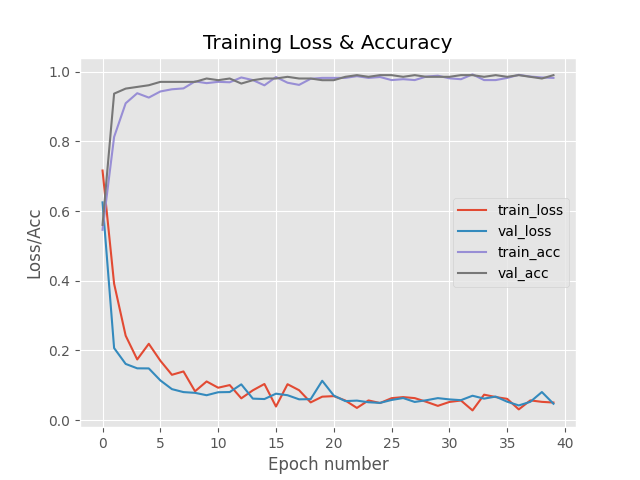 Training Loss & Accuracy
1.0
0.8
0.6
0.4
0.2
0.0
Loss/Acc
train_loss
val_loss
train_acc
val_acc
0 5 10 15 20 25 30 35 40
Epoch number